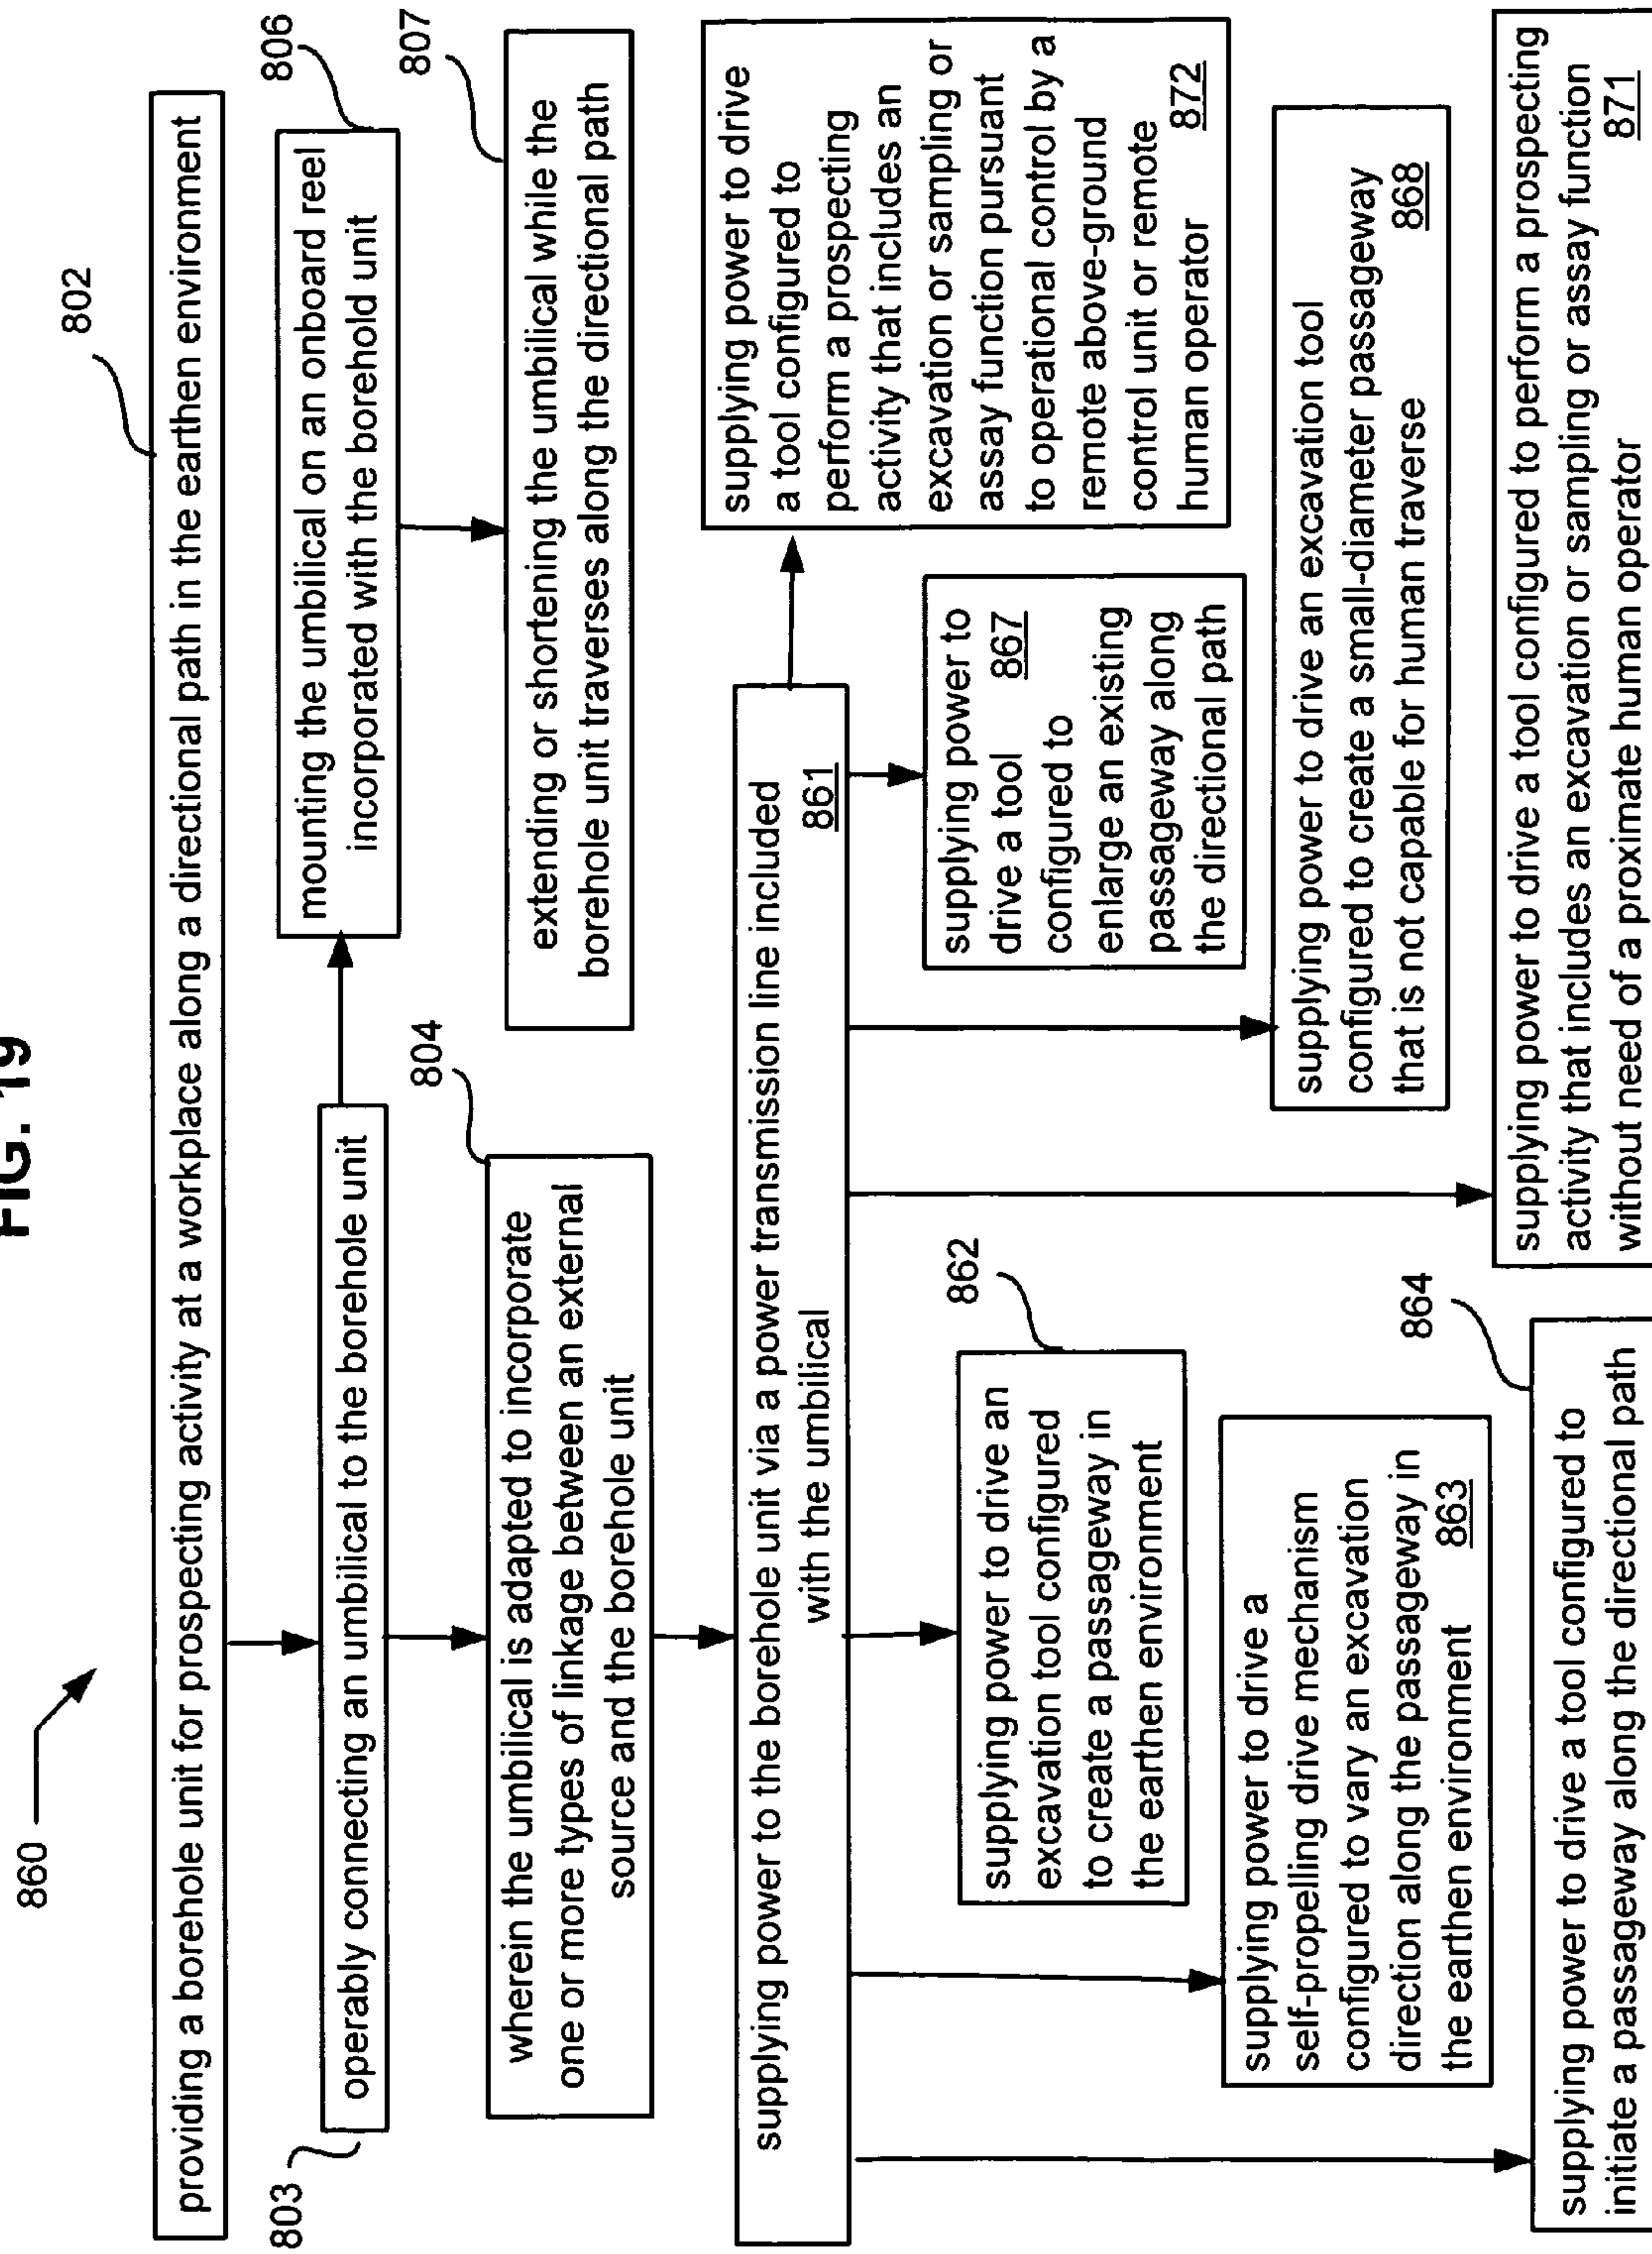 FIG. 19
860
802
providing a borehole unit for prospecting activity at a workplace along a directional path in the earthen environment
803
operably connecting an umbilical to the borehole unit
806
mounting the umbilical on an onboard reel
incorporated with the borehold unit
804
wherein the umbilical is adapted to incorporate
one or more types of linkage between an external
source and the borehole unit
807
extending or shortening the umbilical while the
borehole unit traverses along the directional path
supplying power to the borehole unit via a power transmission line included
with the umbilical
861
supplying power to drive
a tool configured to
perform a prospecting
activity that includes an
excavation or sampling or
assay function pursuant
to operational control by a
remote above-ground
control unit or remote
human operator
872
862
supplying power to drive an
excavation tool configured
to create a passageway in
the earthen environment
supplying power to
drive a tool 867
configured to
enlarge an existing
passageway along
the directional path
supplying power to drive a
self-propelling drive mechanism
configured to vary an excavation
direction along the passageway in
the earthen environment 863
supplying power to drive an excavation tool
configured to create a small-diameter passageway
that is not capable for human traverse 868
864
supplying power to drive a tool configured to
initiate a passageway along the directional path
supplying power to drive a tool configured to perform a prospecting
activity that includes an excavation or sampling or assay function
without need of a proximate human operator 871